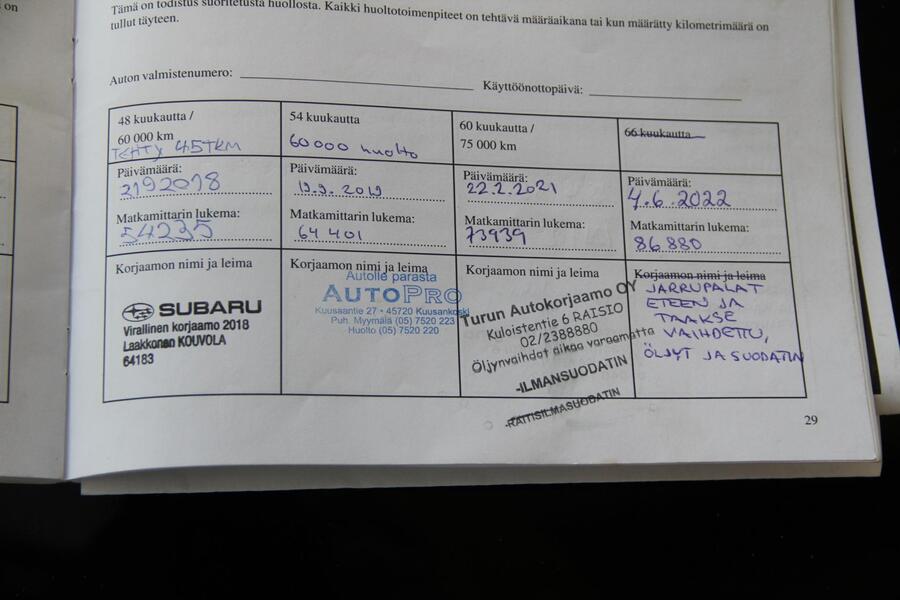 on
Tämä on todistus suoritetusta huollosta. Kaikki huoltotoimenpiteet on tehtävä määräaikana tai kun määrätty kilometrimäärä on
tullut täyteen.
Auton valmistenumero:
Käyttöönottopäivä:
48 kuukautta /
60 000 km
TEHTY 45TKM
Päivämäärä:
2192018
Matkamittarin lukema:
54235
Korjaamon nimi ja leima
SUBARU
Virallinen korjaamo 2018
Laakkonen KOUVOLA
64183
54 kuukautta
60 000 huolto
Päivämäärä:
19.9.2019
Matkamittarin lukema:
64 401
Korjaamon nimi ja leima
Autolle parasta
AUTOPRO
Kuusaantie 27 • 45720 Kuusankoski
Puh. Myymälä (05) 7520 223
Huolto (05) 7520 220
60 kuukautta /
75 000 km
Päivämäärä:
22.2.2021
Matkamittarin lukema:
73939
Korjaamon nimi ja leima
Turun Autokorjaamo OY
Kuloistentie 6 RAISIO
02/2388880
Öljynvaihdot aikaa varaamatta
-ILMANSUODATIN
-RAITISILMASUODATIN
66 kuukautta
Päivämäärä:
4.6.2022
Matkamittarin lukema:
86 880
Korjaamon nimi ja leima
JARRUPALAT
ETEEN JA
TAAKSE
VAIHDETTU,
ÖLJYT JA SUODATIN
29